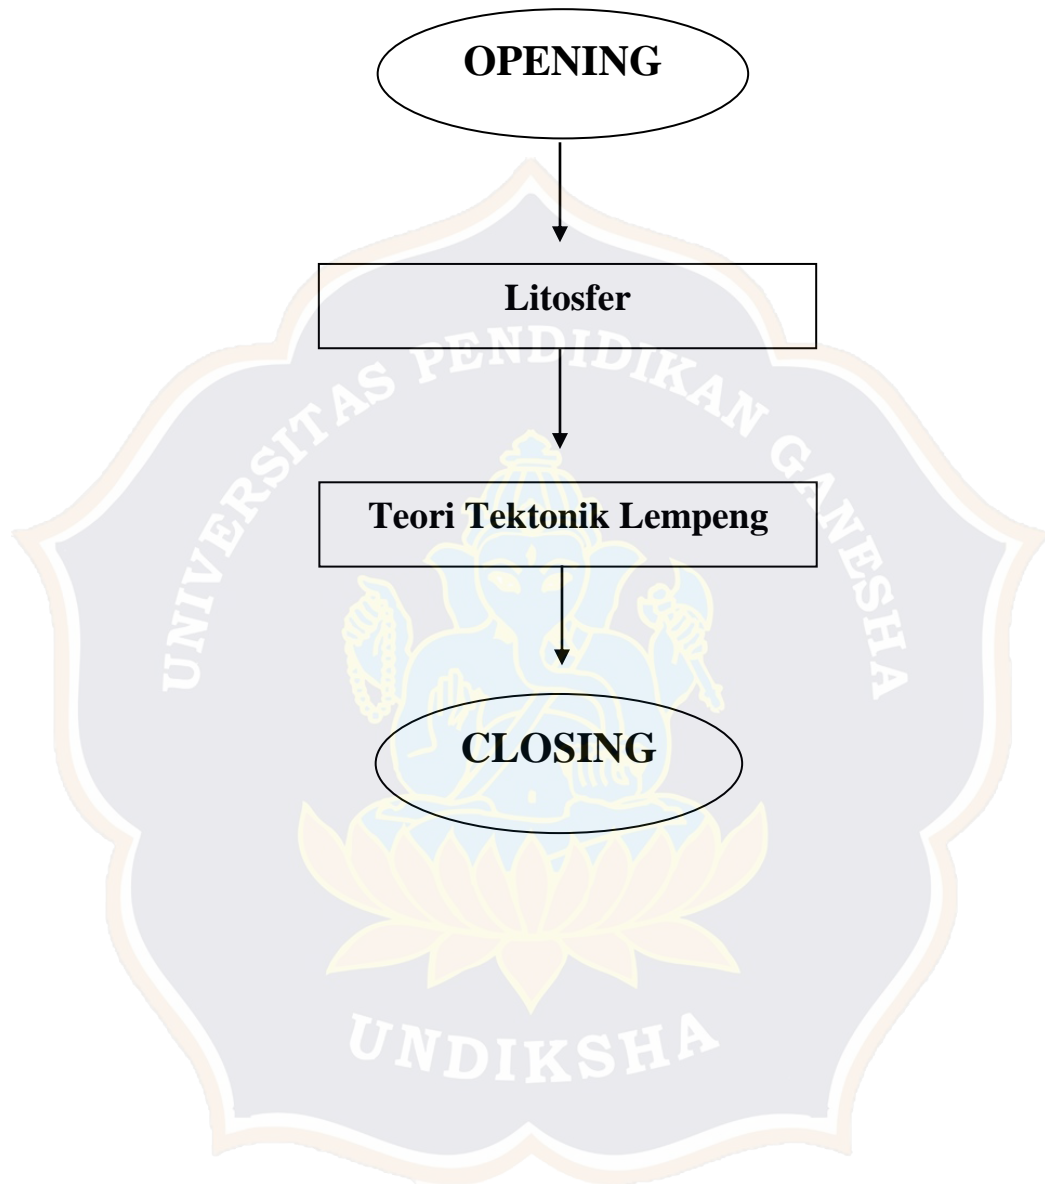 OPENING
Litosfer
UNIVERSITAS PENDIDIKAN GANESHA
Teori Tektonik Lempeng
CLOSING
UNDIKSHA